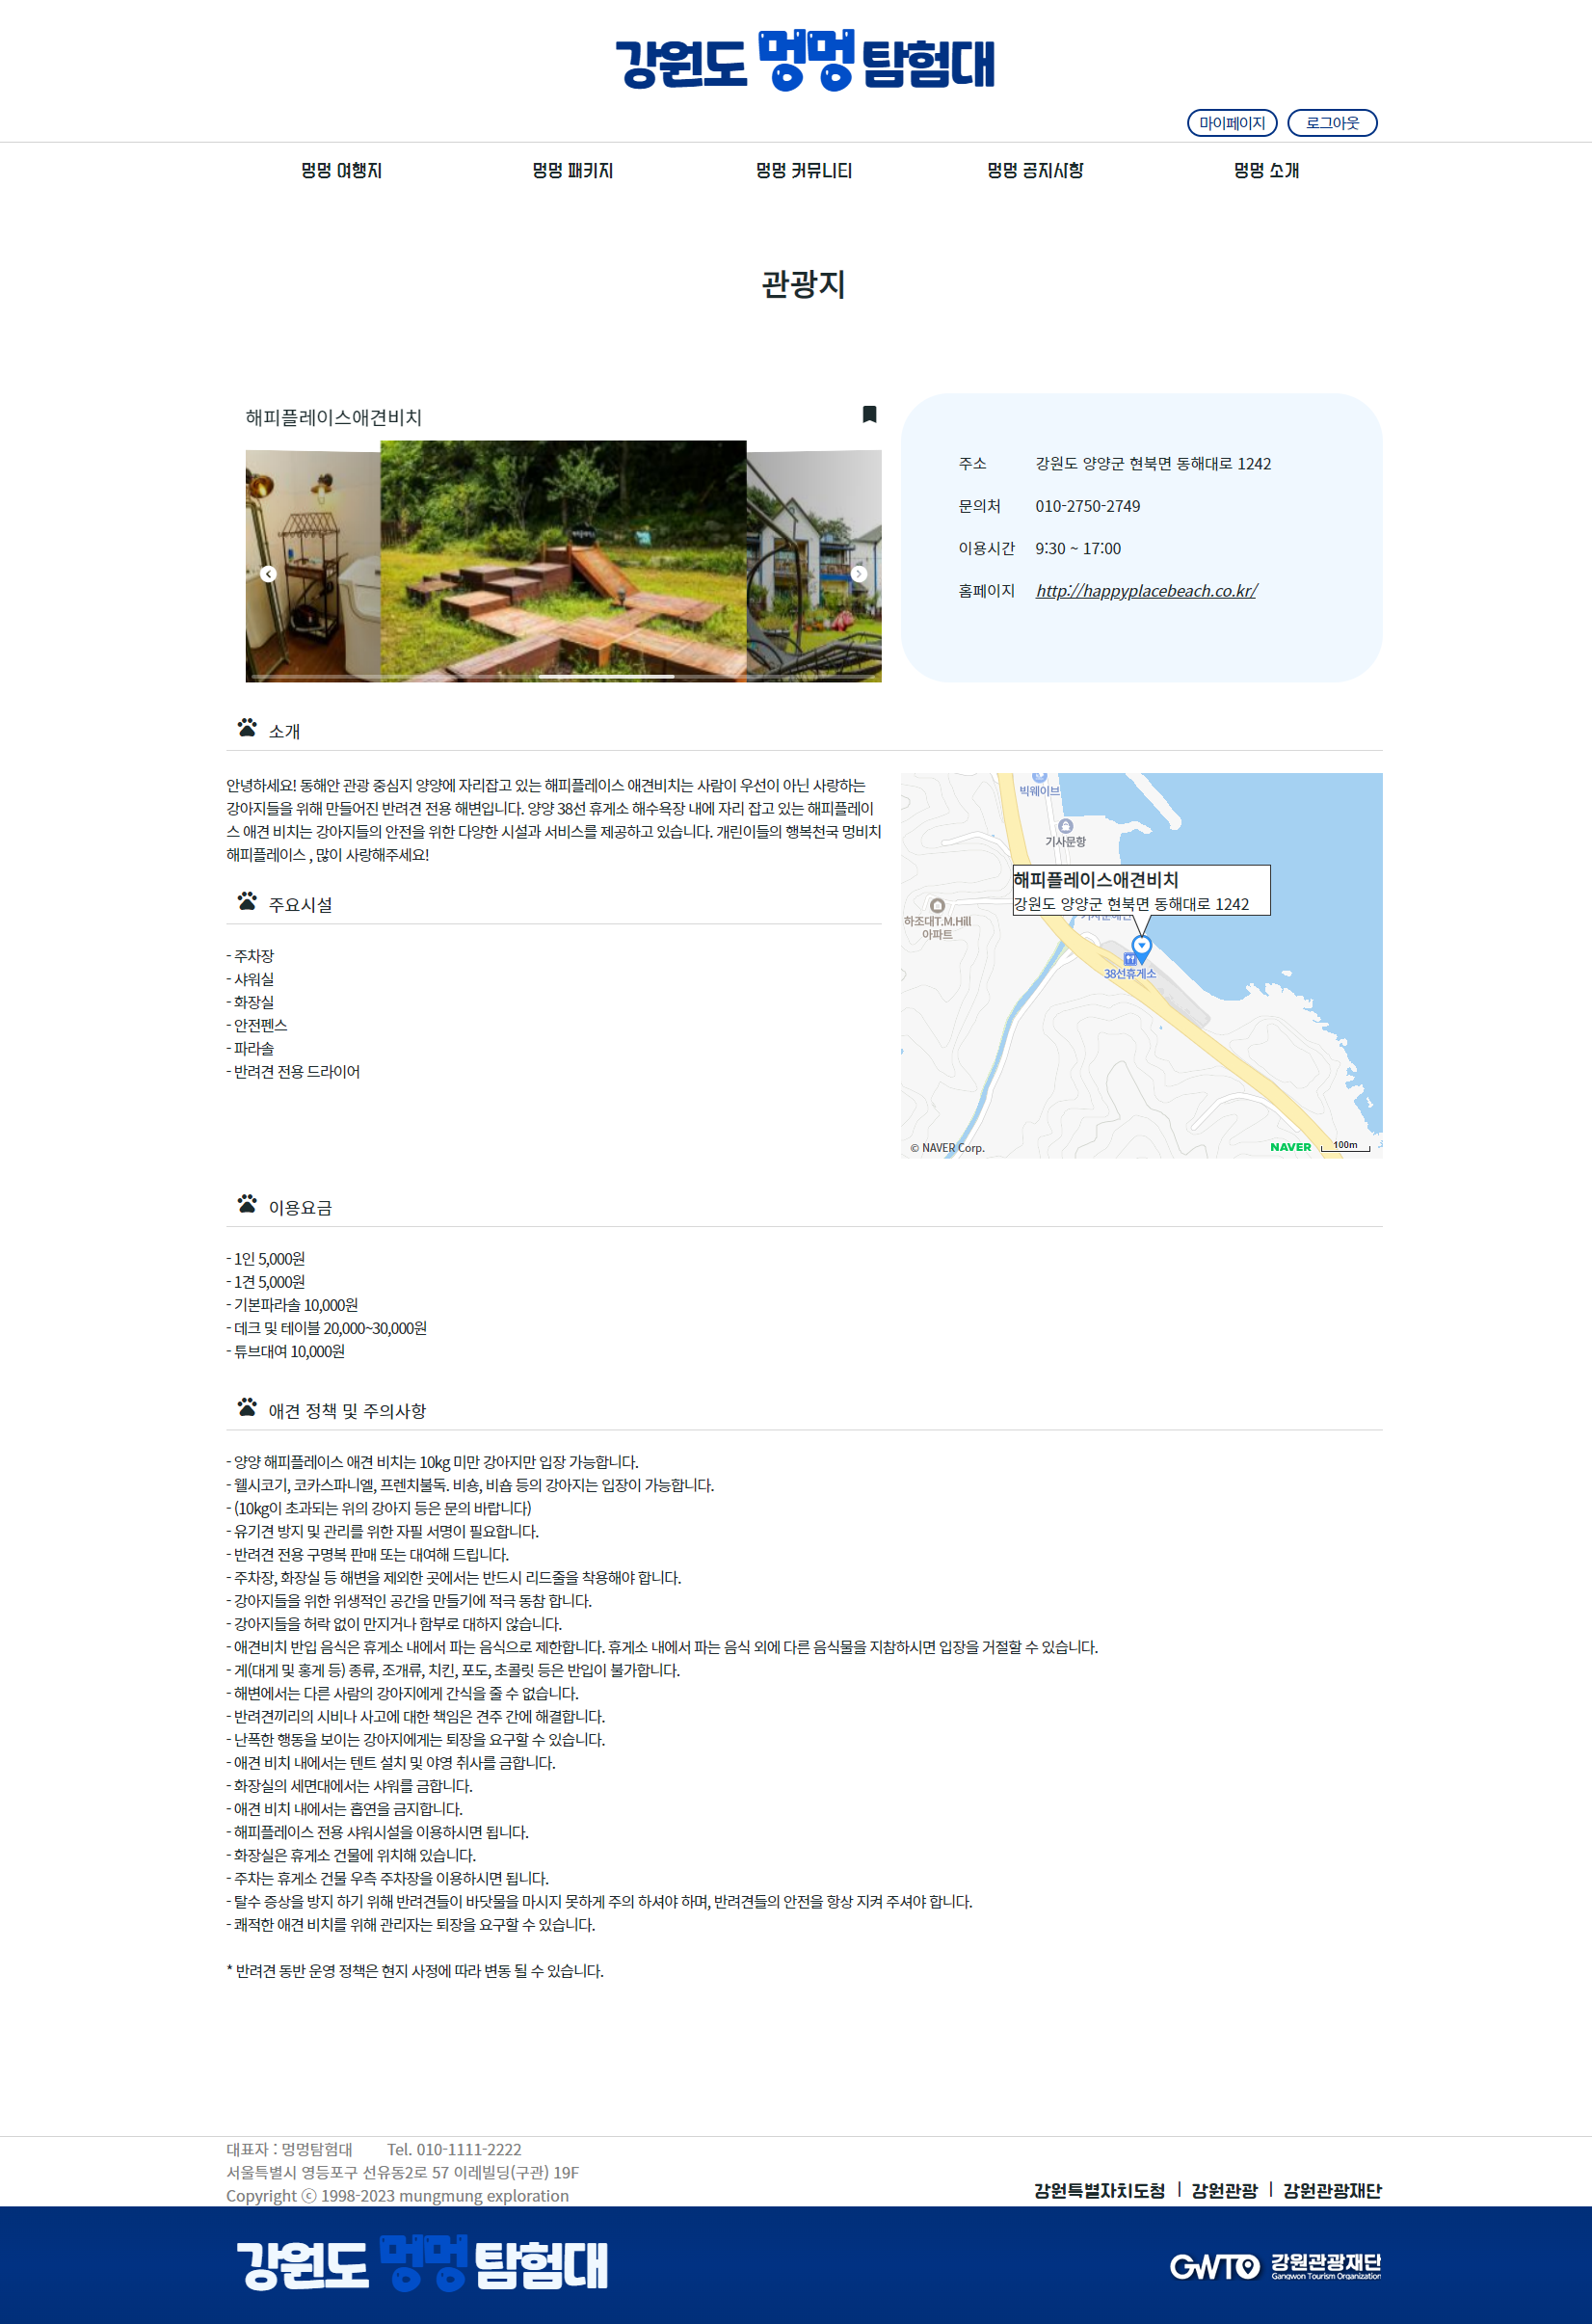 강원도 멍멍 탐험대
마이페이지 로그아웃
멍멍 여행지 멍멍 패키지 멍멍 커뮤니티 멍멍 공지사항 멍멍 소개
관광지
해피플레이스애견비치
주소 강원도 양양군 현북면 동해대로 1242
문의처 010-2750-2749
이용시간 9:30 ~ 17:00
홈페이지 http://happyplacebeach.co.kr/
소개
안녕하세요! 동해안 관광 중심지 양양에 자리잡고 있는 해피플레이스 애견비치는 사람이 우선이 아닌 사랑하는
강아지들을 위해 만들어진 반려견 전용 해변입니다. 양양 38선 휴게소 해수욕장 내에 자리 잡고 있는 해피플레이
스 애견 비치는 강아지들의 안전을 위한 다양한 시설과 서비스를 제공하고 있습니다. 개린이들의 행복천국 멍비치
해피플레이스 , 많이 사랑해주세요!
주요시설
- 주차장
- 샤워실
- 화장실
- 안전펜스
- 파라솔
- 반려견 전용 드라이어
빅웨이브
기사문항
해피플레이스애견비치
강원도 양양군 현북면 동해대로 1242
하조대T.M.Hill
아파트
38선휴게소
© NAVER Corp.
NAVER 100m
이용요금
- 1인 5,000원
- 1견 5,000원
- 기본파라솔 10,000원
- 데크 및 테이블 20,000~30,000원
- 튜브대여 10,000원
애견 정책 및 주의사항
- 양양 해피플레이스 애견 비치는 10kg 미만 강아지만 입장 가능합니다.
- 웰시코기, 코카스파니엘, 프렌치불독. 비숑, 비숍 등의 강아지는 입장이 가능합니다.
- (10kg이 초과되는 위의 강아지 등은 문의 바랍니다)
- 유기견 방지 및 관리를 위한 자필 서명이 필요합니다.
- 반려견 전용 구명복 판매 또는 대여해 드립니다.
- 주차장, 화장실 등 해변을 제외한 곳에서는 반드시 리드줄을 착용해야 합니다.
- 강아지들을 위한 위생적인 공간을 만들기에 적극 동참 합니다.
- 강아지들을 허락 없이 만지거나 함부로 대하지 않습니다.
- 애견비치 반입 음식은 휴게소 내에서 파는 음식으로 제한합니다. 휴게소 내에서 파는 음식 외에 다른 음식물을 지참하시면 입장을 거절할 수 있습니다.
- 게(대게 및 홍게 등) 종류, 조개류, 치킨, 포도, 초콜릿 등은 반입이 불가합니다.
- 해변에서는 다른 사람의 강아지에게 간식을 줄 수 없습니다.
- 반려견끼리의 시비나 사고에 대한 책임은 견주 간에 해결합니다.
- 난폭한 행동을 보이는 강아지에게는 퇴장을 요구할 수 있습니다.
- 애견 비치 내에서는 텐트 설치 및 야영 취사를 금합니다.
- 화장실의 세면대에서는 샤워를 금합니다.
- 애견 비치 내에서는 흡연을 금지합니다.
- 해피플레이스 전용 샤워시설을 이용하시면 됩니다.
- 화장실은 휴게소 건물에 위치해 있습니다.
- 주차는 휴게소 건물 우측 주차장을 이용하시면 됩니다.
- 탈수 증상을 방지 하기 위해 반려견들이 바닷물을 마시지 못하게 주의 하셔야 하며, 반려견들의 안전을 항상 지켜 주셔야 합니다.
- 쾌적한 애견 비치를 위해 관리자는 퇴장을 요구할 수 있습니다.
* 반려견 동반 운영 정책은 현지 사정에 따라 변동 될 수 있습니다.
대표자 : 멍멍탐험대 Tel. 010-1111-2222
서울특별시 영등포구 선유동2로 57 이레빌딩(구관) 19F
Copyright ⓒ 1998-2023 mungmung exploration
강원특별자치도청 | 강원관광 | 강원관광재단
강원도 멍멍 탐험대
GWTO 강원관광재단
Gangwon Tourism Organization